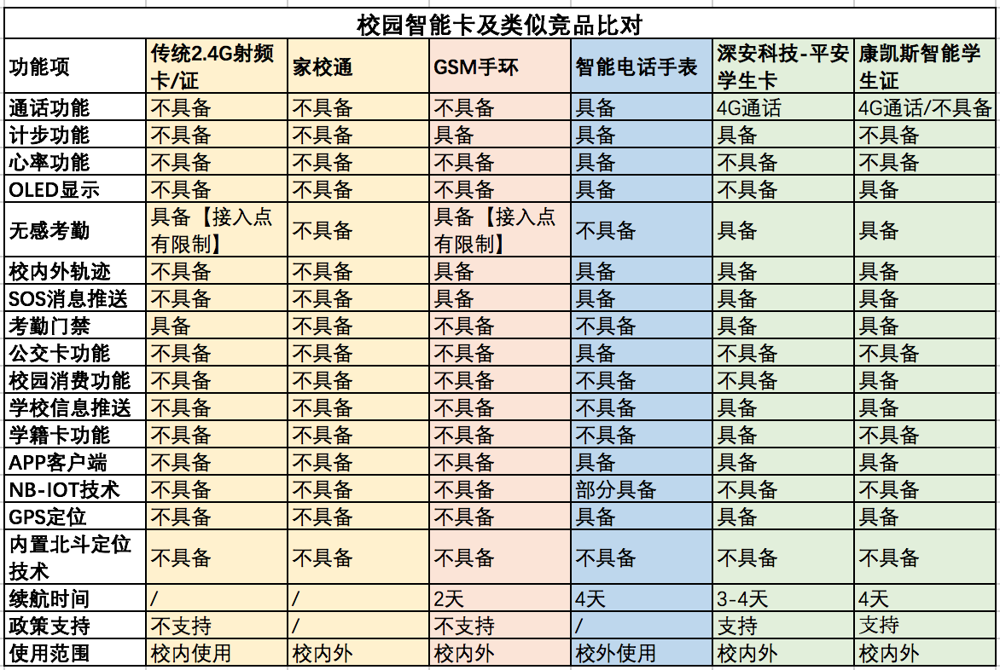 校园智能卡及类似竞品比对
功能项 传统2.4G射频卡/证 家校通 GSM手环 智能电话手表 深安科技-平安学生卡 康凯斯智能学生证
通话功能 不具备 不具备 不具备 具备 4G通话 4G通话/不具备
计步功能 不具备 不具备 具备 具备 具备 不具备
心率功能 不具备 不具备 不具备 具备 不具备 不具备
OLED显示 不具备 不具备 不具备 具备 不具备 具备
无感考勤 具备【接入点有限制】 不具备 具备【接入点有限制】 不具备 具备 具备
校内外轨迹 不具备 不具备 具备 具备 具备 具备
SOS消息推送 不具备 不具备 具备 具备 具备 具备
考勤门禁 具备 不具备 不具备 不具备 具备 具备
公交卡功能 不具备 不具备 不具备 具备 不具备 不具备
校园消费功能 不具备 不具备 不具备 不具备 不具备 具备
学校信息推送 不具备 不具备 不具备 不具备 具备 具备
学籍卡功能 不具备 不具备 不具备 不具备 具备 不具备
APP客户端 不具备 不具备 不具备 具备 具备 具备
NB-IOT技术 不具备 不具备 不具备 部分具备 不具备 不具备
GPS定位 不具备 不具备 不具备 具备 具备 具备
内置北斗定位技术 不具备 不具备 不具备 不具备 不具备 不具备
续航时间 / / 2天 4天 3-4天 4天
政策支持 不支持 / 不支持 / 支持 支持
使用范围 校内使用 校内外 校内外 校外使用 校内外 校内外